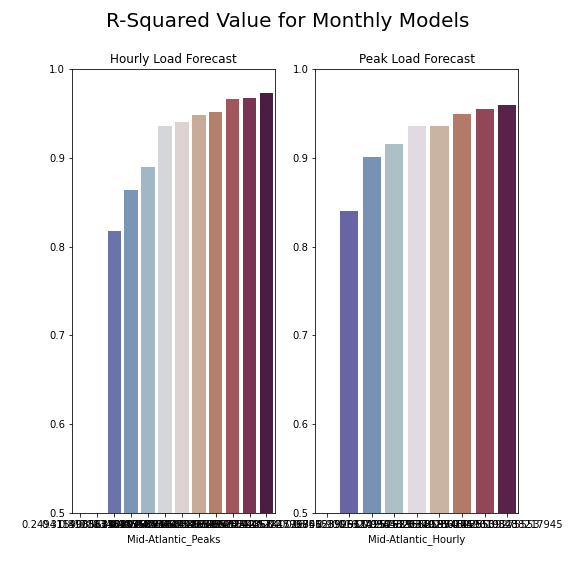 R-Squared Value for Monthly Models
Hourly Load Forecast
Peak Load Forecast
1.0
0.9
0.8
0.7
0.6
0.5
Mid-Atlantic_Peaks
1.0
0.9
0.8
0.7
0.6
0.5
Mid-Atlantic_Hourly